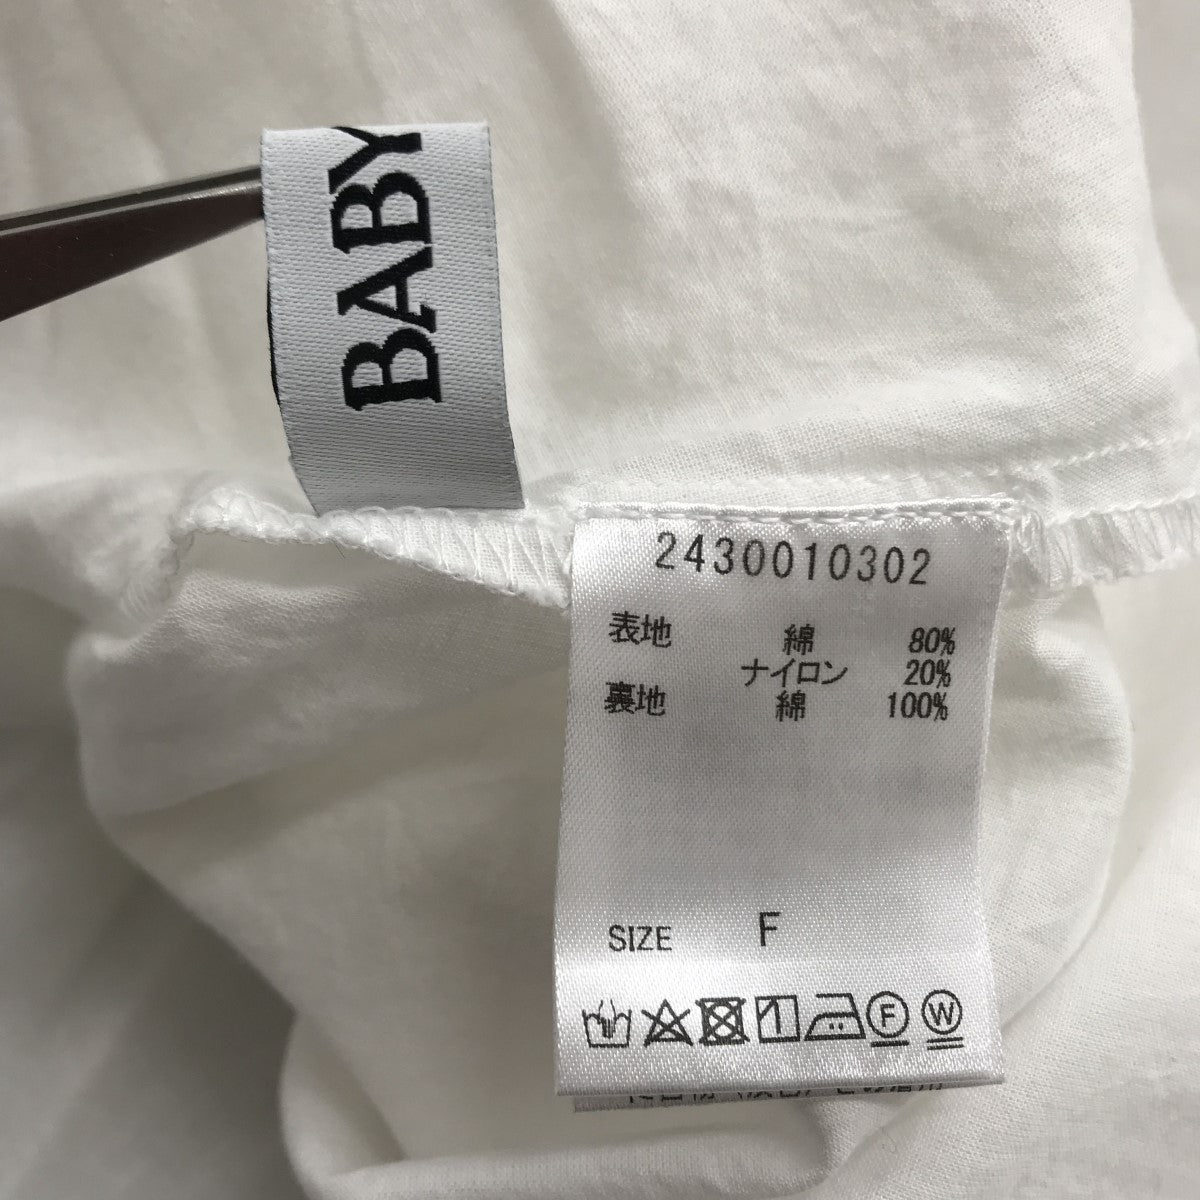 BABY
2430010302
表地 綿 80%
ナイロン 20%
裏地 綿 100%
SIZE F
F
W